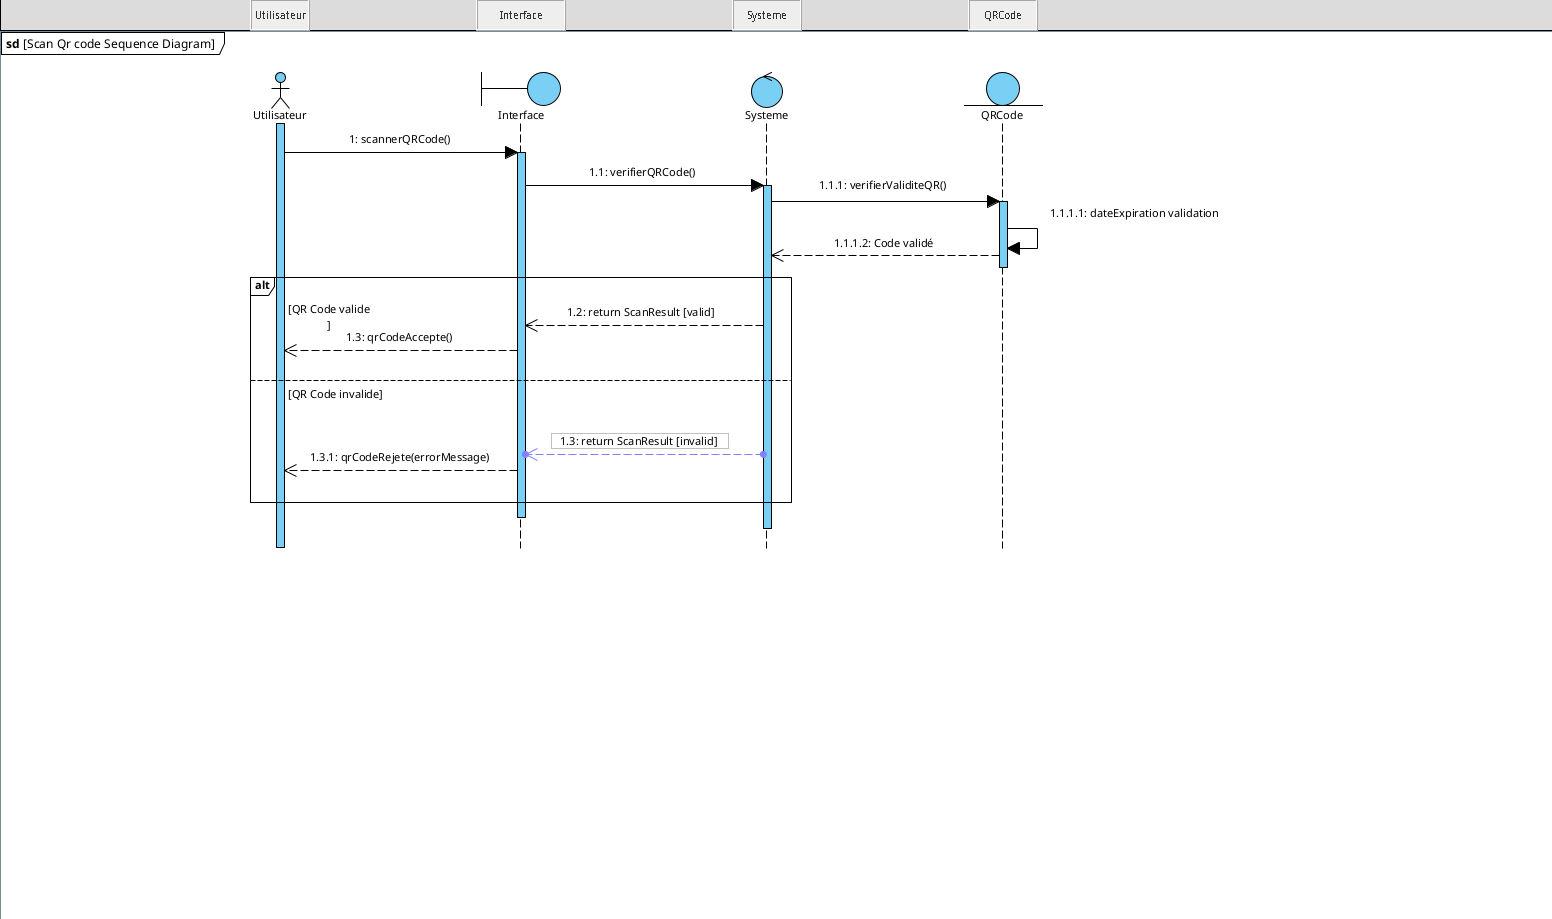 Utilisateur
Interface
Systeme
QRCode
sd [Scan Qr code Sequence Diagram]
Utilisateur
Interface
Systeme
QRCode
1: scannerQRCode()
1.1: verifierQRCode()
1.1.1: verifierValiditeQR()
1.1.1.1: dateExpiration validation
1.1.1.2: Code validé
alt
[QR Code valide
]
1.2: return ScanResult [valid]
1.3: qrCodeAccepte()
[QR Code invalide]
1.3: return ScanResult [invalid]
1.3.1: qrCodeRejete(errorMessage)